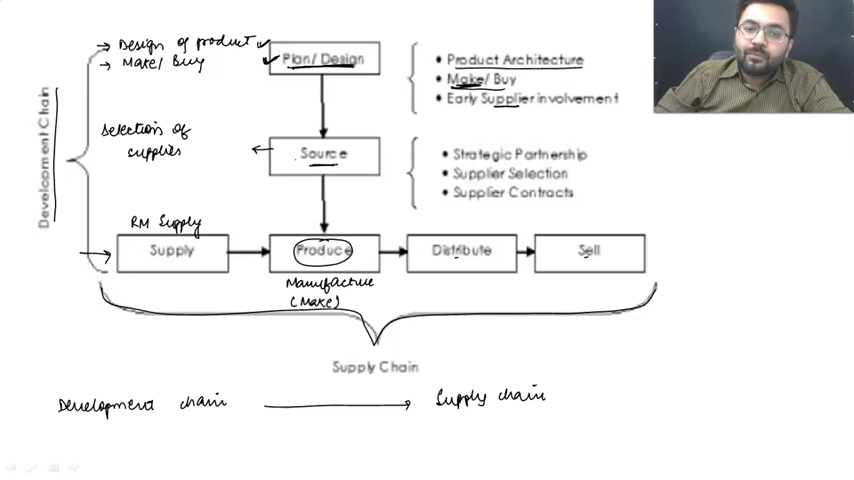 → Design of product ✓
→ Make/ Buy
Plan/ Design
• Product Architecture
• Make/ Buy
• Early Supplier involvement
Development Chain
Selection of
supplies
Source
• Strategic Partnership
• Supplier Selection
• Supplier Contracts
RM Supply
Supply
Produce
Distribute
Sell
Manufacture
(Make)
Supply Chain
Development chain → Supply chain